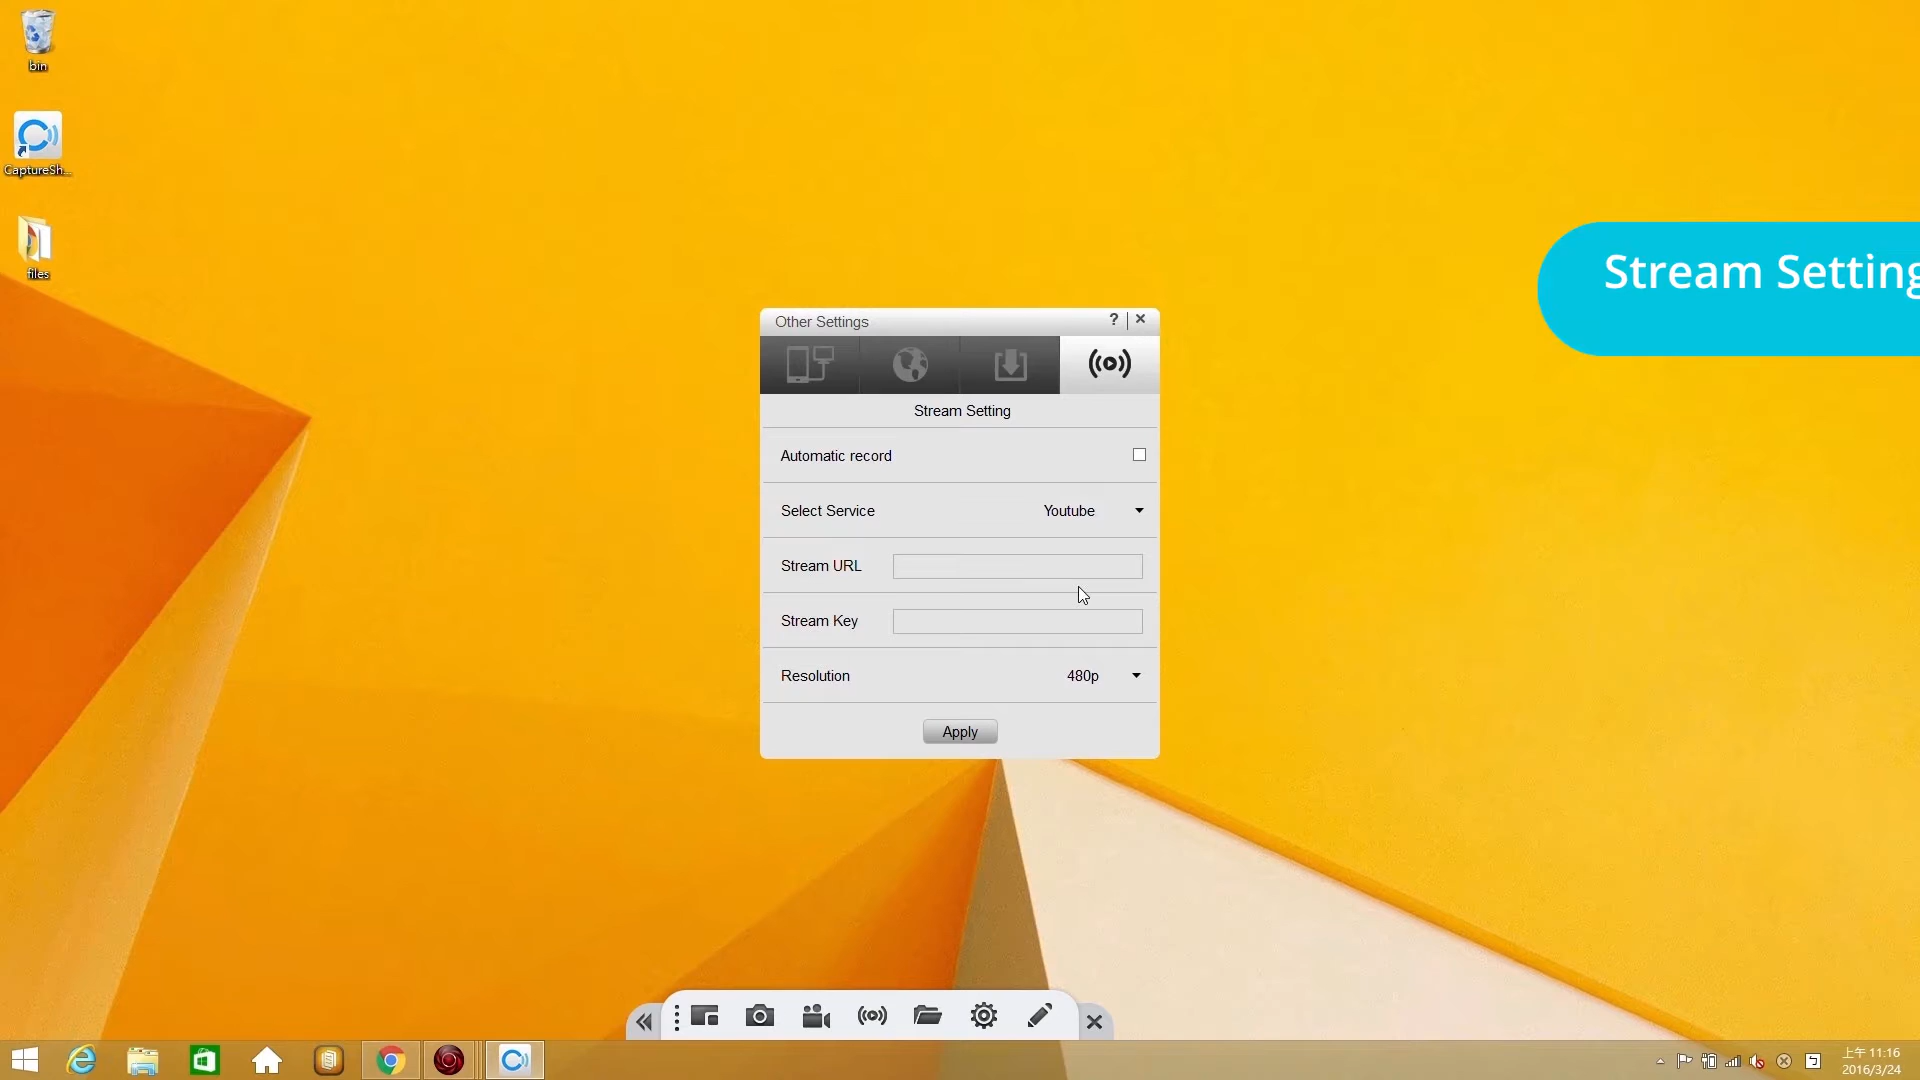 bin
CaptureSh...
files
Stream Setting
Other Settings
?
Stream Setting
Automatic record
Select Service Youtube
Stream URL
Stream Key
Resolution 480p
Apply
上午 11:16
2016/3/24